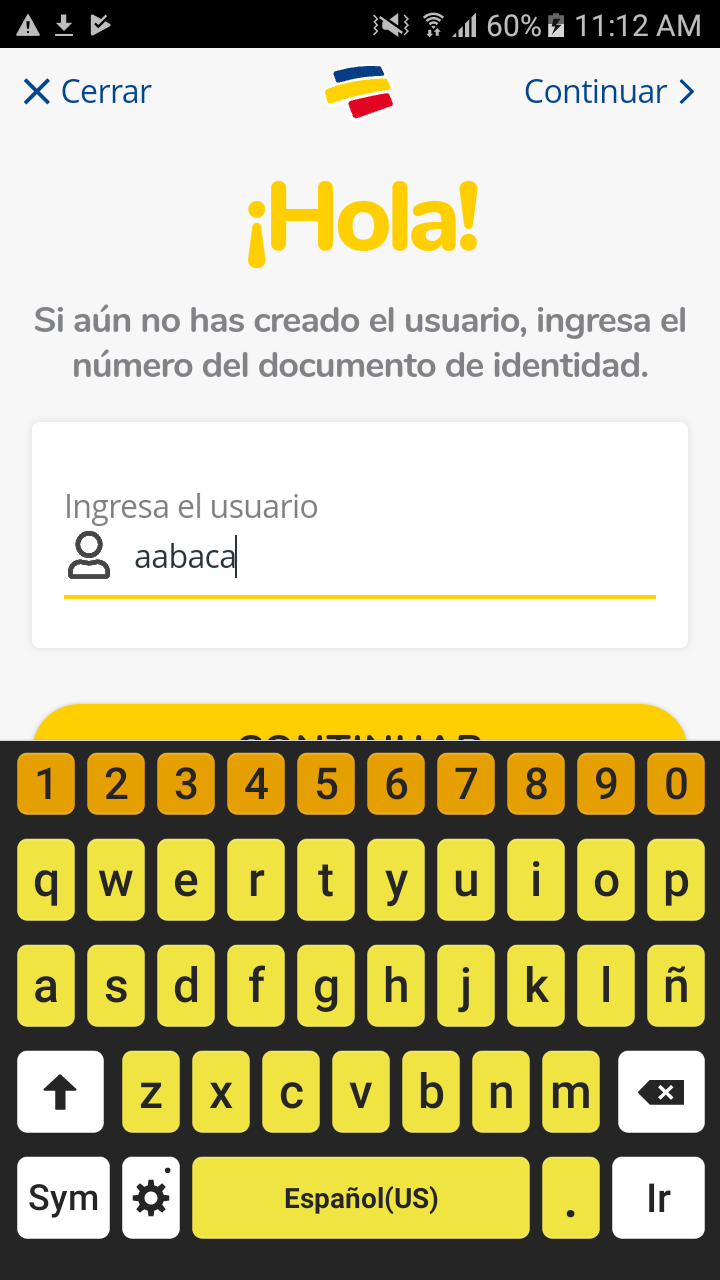 60% 11:12 AM
Cerrar
Continuar
¡Hola!
Si aún no has creado el usuario, ingresa el
número del documento de identidad.
Ingresa el usuario
aabaca
CONTINUAR
1 2 3 4 5 6 7 8 9 0
q w e r t y u i o p
a s d f g h j k l ñ
z x c v b n m
Sym Español(US) . Ir